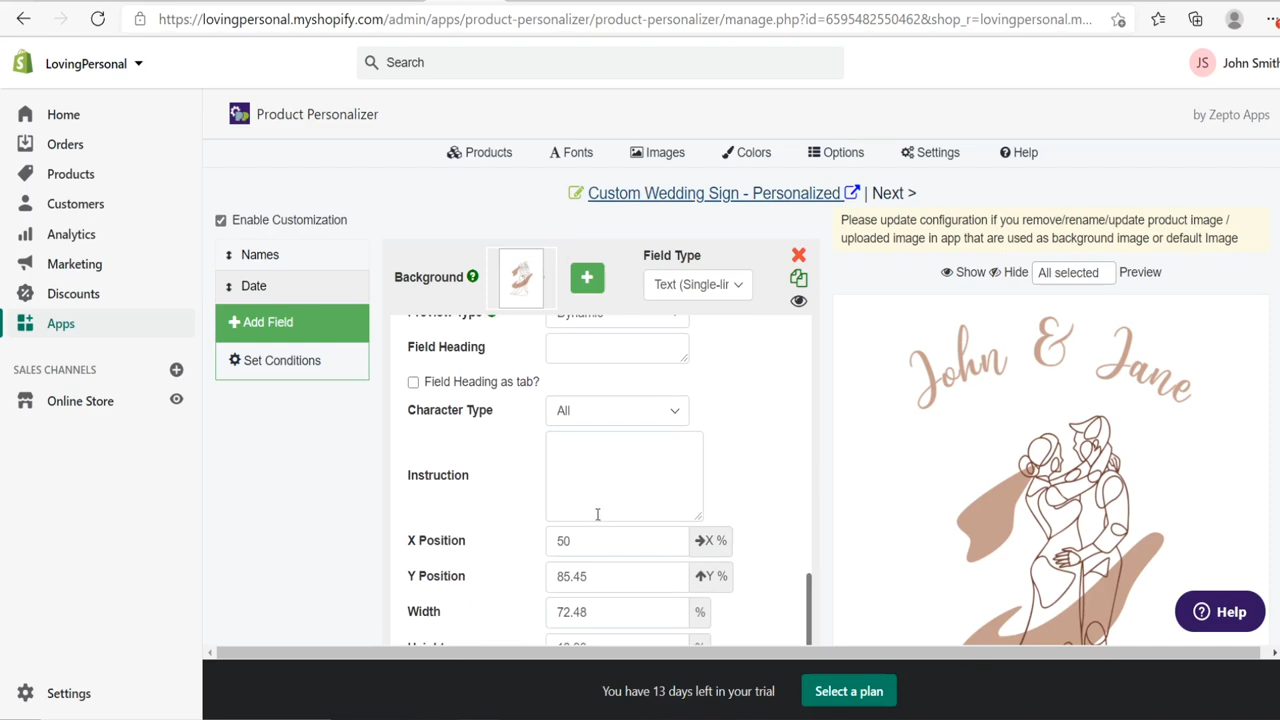 https://lovingpersonal.myshopify.com/admin/apps/product-personalizer/product-personalizer/manage.php?id=6595482550462&shop_r=lovingpersonal.m...
LovingPersonal
Search
JS
John Smit
Home
Orders
Products
Customers
Analytics
Marketing
Discounts
Apps
SALES CHANNELS
Online Store
Settings
Product Personalizer
by Zepto Apps
Products
Fonts
Images
Colors
Options
Settings
Help
Custom Wedding Sign - Personalized | Next >
Enable Customization
Names
Date
Add Field
Set Conditions
Background
Field Type
Text (Single-lir
Please update configuration if you remove/rename/update product image /
uploaded image in app that are used as background image or default Image
Show Hide All selected Preview
Field Heading
Field Heading as tab?
Character Type All
Instruction
X Position 50 X %
Y Position 85.45 Y %
Width 72.48 %
John & Jane
Help
You have 13 days left in your trial
Select a plan